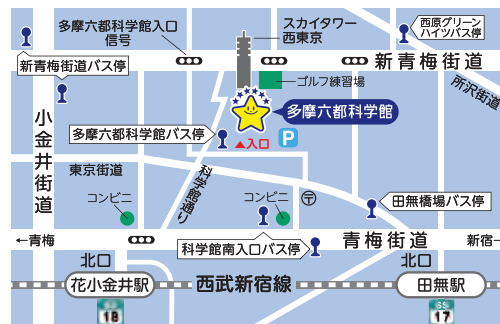 多摩六都科学館入口
信号
スカイタワー
西東京
西原グリーン
ハイツバス停
新青梅街道バス停
新青梅街道
所沢街道
ゴルフ練習場
多摩六都科学館
小金井街道
多摩六都科学館バス停
▲入口
P
東京街道
科学館通り
コンビニ
コンビニ
〒
田無橋場バス停
←青梅
科学館南入口バス停
青梅街道
新宿→
北口
北口
花小金井駅
西武新宿線
田無駅
SS
18
SS
17